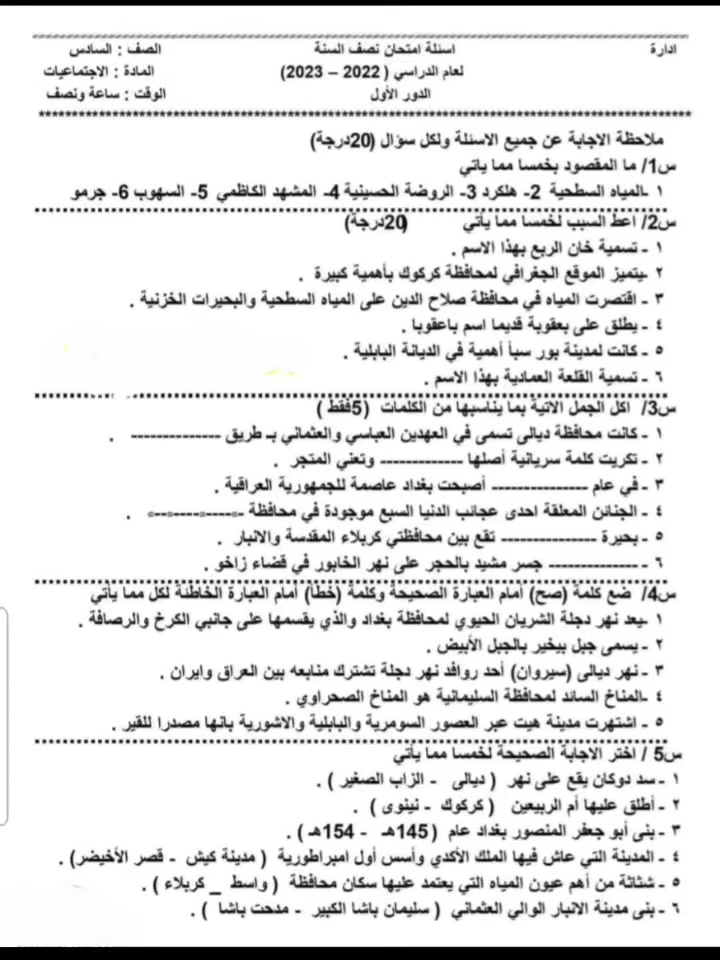 ادارة اسئلة امتحان نصف السنة الصف : السادس
لعام الدراسي ( 2022 – 2023) المادة : الاجتماعيات
الدور الأول الوقت : ساعة ونصف
ملاحظة الاجابة عن جميع الاسئلة ولكل سؤال (20درجة)
س1/ ما المقصود بخمسا مما يأتي
١ -المياه السطحية 2- هلكرد 3- الروضة الحسينية 4- المشهد الكاظمي 5- السهوب 6- جرمو
س2/ اعط السبب لخمسا مما يأتي (20درجة)
١ - تسمية خان الربع بهذا الاسم .
٢ -يتميز الموقع الجغرافي لمحافظة كركوك بأهمية كبيرة .
٣ - اقتصرت المياه في محافظة صلاح الدين على المياه السطحية والبحيرات الخزنية .
٤ - يطلق على بعقوبة قديما اسم باعقوبا .
٥ - كانت لمدينة بور سبأ أهمية في الديانة البابلية .
٦ - تسمية القلعة العمادية بهذا الاسم .
س3/ اكل الجمل الاتية بما يناسبها من الكلمات (5فقط )
١ - كانت محافظة ديالى تسمى في العهدين العباسي والعثماني بـ طريق -------------- .
٢ - تكريت كلمة سريانية أصلها ------------- وتعني المتجر .
٣ - في عام --------------- أصبحت بغداد عاصمة للجمهورية العراقية .
٤ - الجنائن المعلقة احدى عجائب الدنيا السبع موجودة في محافظة --------------- .
٥ - بحيرة --------------- تقع بين محافظتي كربلاء المقدسة والانبار .
٦ - -------------- جسر مشيد بالحجر على نهر الخابور في قضاء زاخو .
س4/ ضع كلمة (صح) أمام العبارة الصحيحة وكلمة (خطأ) أمام العبارة الخاطئة لكل مما يأتي
١ -يعد نهر دجلة الشريان الحيوي لمحافظة بغداد والذي يقسمها على جانبي الكرخ والرصافة .
٢ - يسمى جبل بيخير بالجبل الأبيض .
٣ - نهر ديالى (سيروان) أحد روافد نهر دجلة تشترك منابعه بين العراق وايران .
٤ -المناخ السائد لمحافظة السليمانية هو المناخ الصحراوي .
٥ - اشتهرت مدينة هيت عبر العصور السومرية والبابلية والاشورية بانها مصدرا للقير .
س5 / اختر الاجابة الصحيحة لخمسا مما يأتي
١ - سد دوكان يقع على نهر ( ديالى - الزاب الصغير ) .
٢ - أطلق عليها أم الربيعين ( كركوك - نينوى ) .
٣ - بنى أبو جعفر المنصور بغداد عام ( 145هـ - 154هـ ) .
٤ - المدينة التي عاش فيها الملك الأكدي وأسس أول امبراطورية ( مدينة كيش - قصر الأخيضر) .
٥ - شثاثة من أهم عيون المياه التي يعتمد عليها سكان محافظة ( واسط _ كربلاء ) .
٦ - بنى مدينة الانبار الوالي العثماني ( سليمان باشا الكبير - مدحت باشا ) .